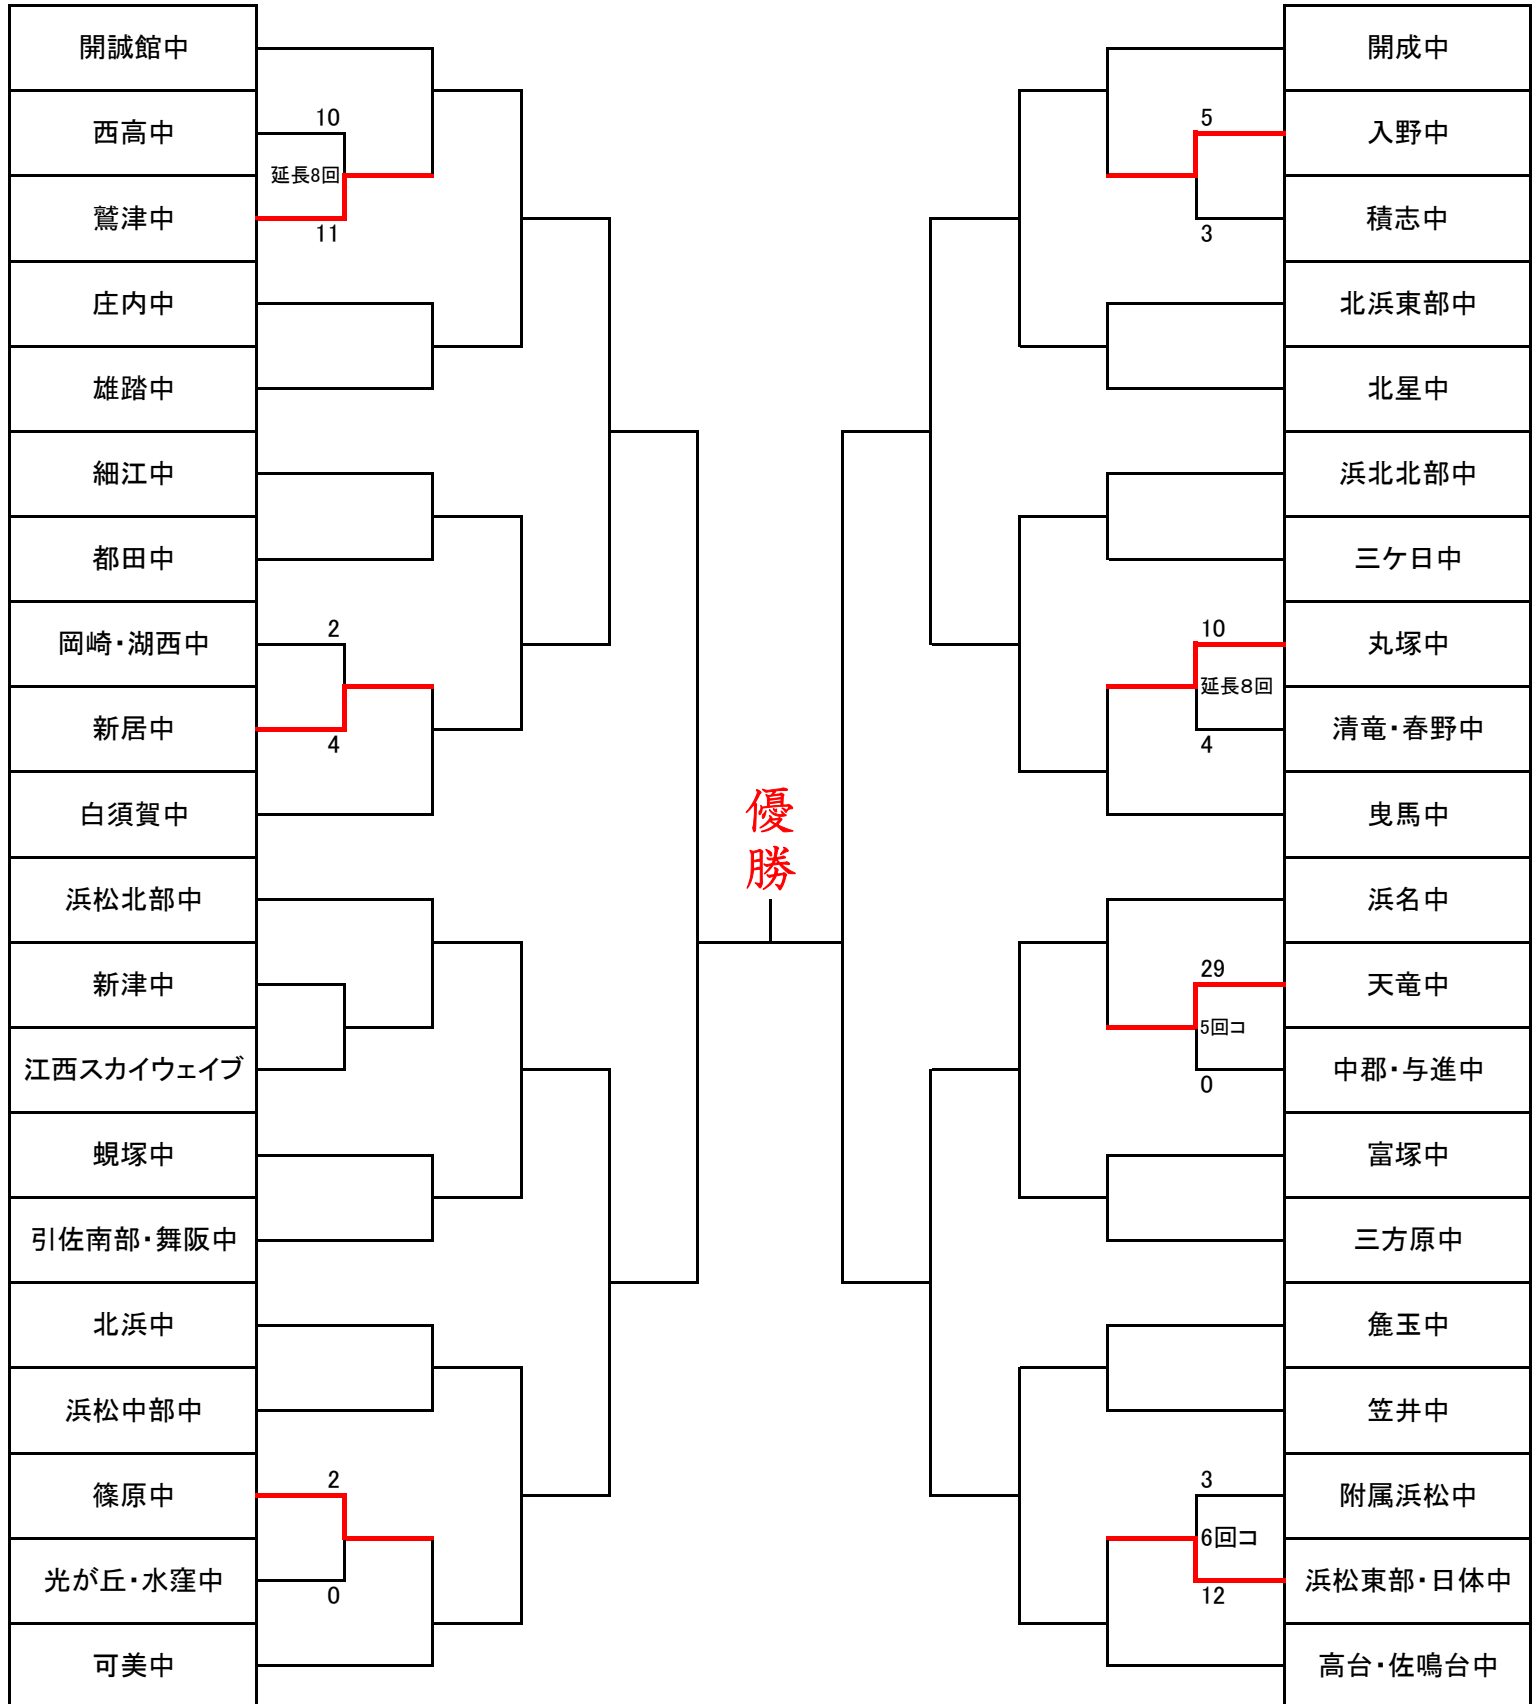 開誠館中
西高中
鷲津中
庄内中
雄踏中
細江中
都田中
岡崎・湖西中
新居中
白須賀中
浜松北部中
新津中
江西スカイウェイブ
蜆塚中
引佐南部・舞阪中
北浜中
浜松中部中
篠原中
光が丘・水窪中
可美中
10
延長8回
11
2
4
2
0
優
勝
5
3
10
延長8回
4
29
5回コ
0
3
6回コ
12
開成中
入野中
積志中
北浜東部中
北星中
浜北北部中
三ケ日中
丸塚中
清竜・春野中
曳馬中
浜名中
天竜中
中郡・与進中
富塚中
三方原中
麁玉中
笠井中
附属浜松中
浜松東部・日体中
高台・佐鳴台中